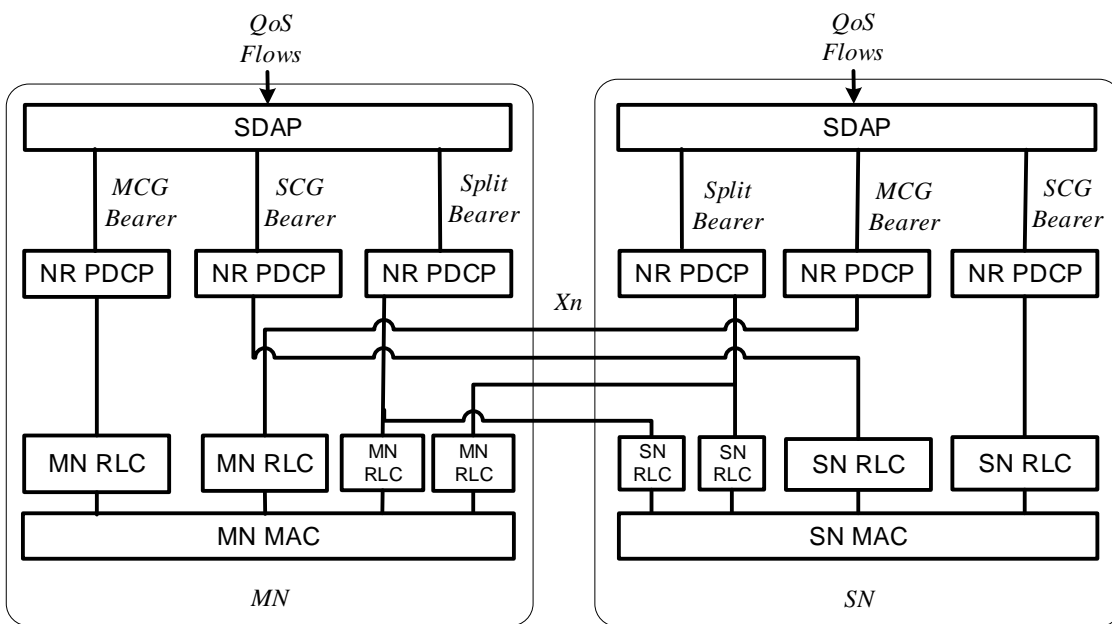 QoS
Flows
QoS
Flows
SDAP
SDAP
MCG
Bearer
SCG
Bearer
Split
Bearer
Split
Bearer
MCG
Bearer
SCG
Bearer
NR PDCP
NR PDCP
NR PDCP
NR PDCP
NR PDCP
NR PDCP
Xn
MN RLC
MN RLC
MN
RLC
MN
RLC
SN
RLC
SN
RLC
SN RLC
SN RLC
MN MAC
SN MAC
MN
SN